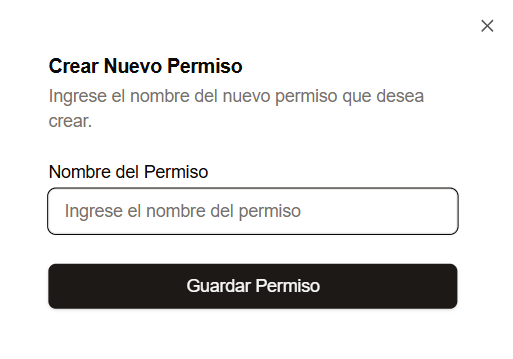 Crear Nuevo Permiso
Ingrese el nombre del nuevo permiso que desea
crear.
Nombre del Permiso
Ingrese el nombre del permiso
Guardar Permiso